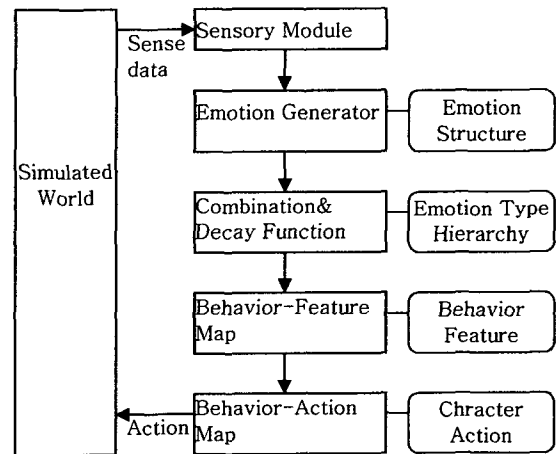 Sensory Module
Sense
data
Emotion Generator
Emotion
Structure
Simulated
World
Combination&
Decay Function
Emotion Type
Hierarchy
Behavior-Feature
Map
Behavior
Feature
Action
Behavior-Action
Map
Chracter
Action